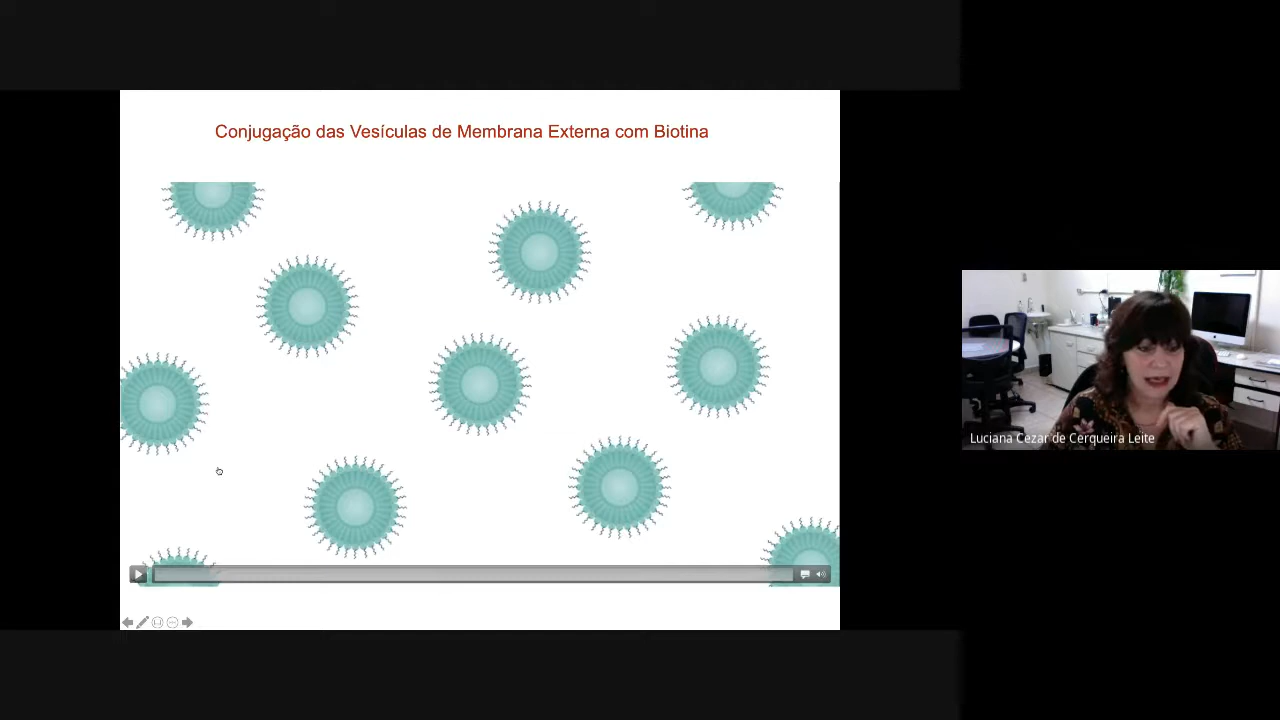 Conjugação das Vesículas de Membrana Externa com Biotina
Luciana Cezar de Cerqueira Leite